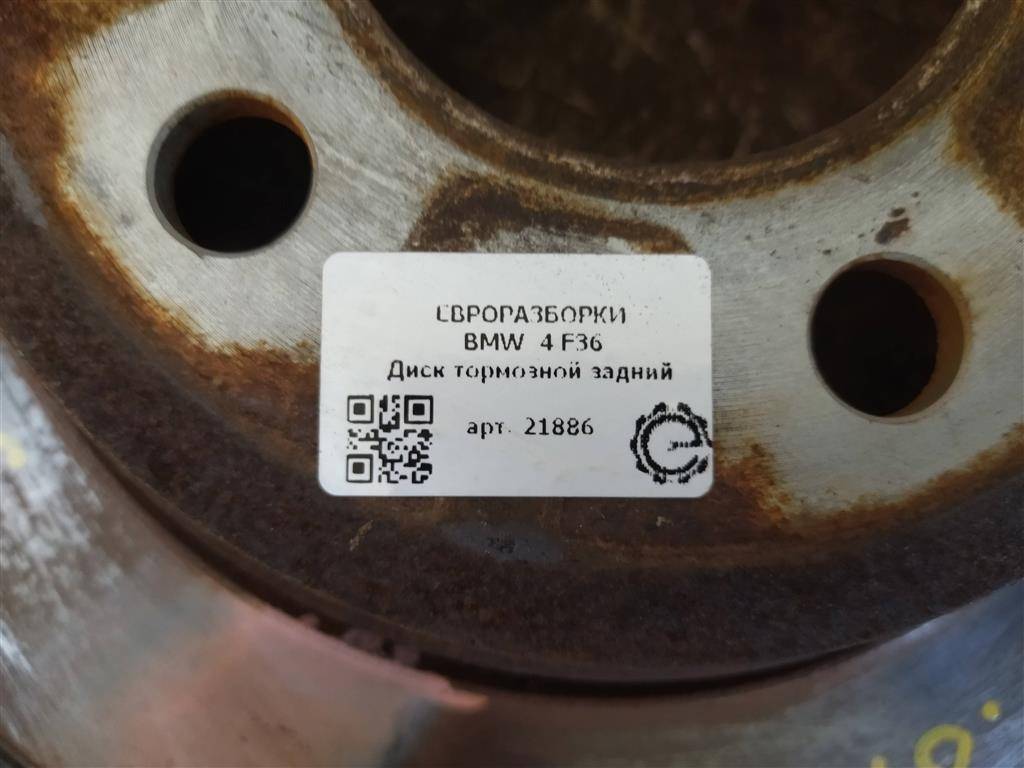 ЕВРОРАЗБОРКИ
BMW 4 F36
Диск тормозной задний
арт. 21886